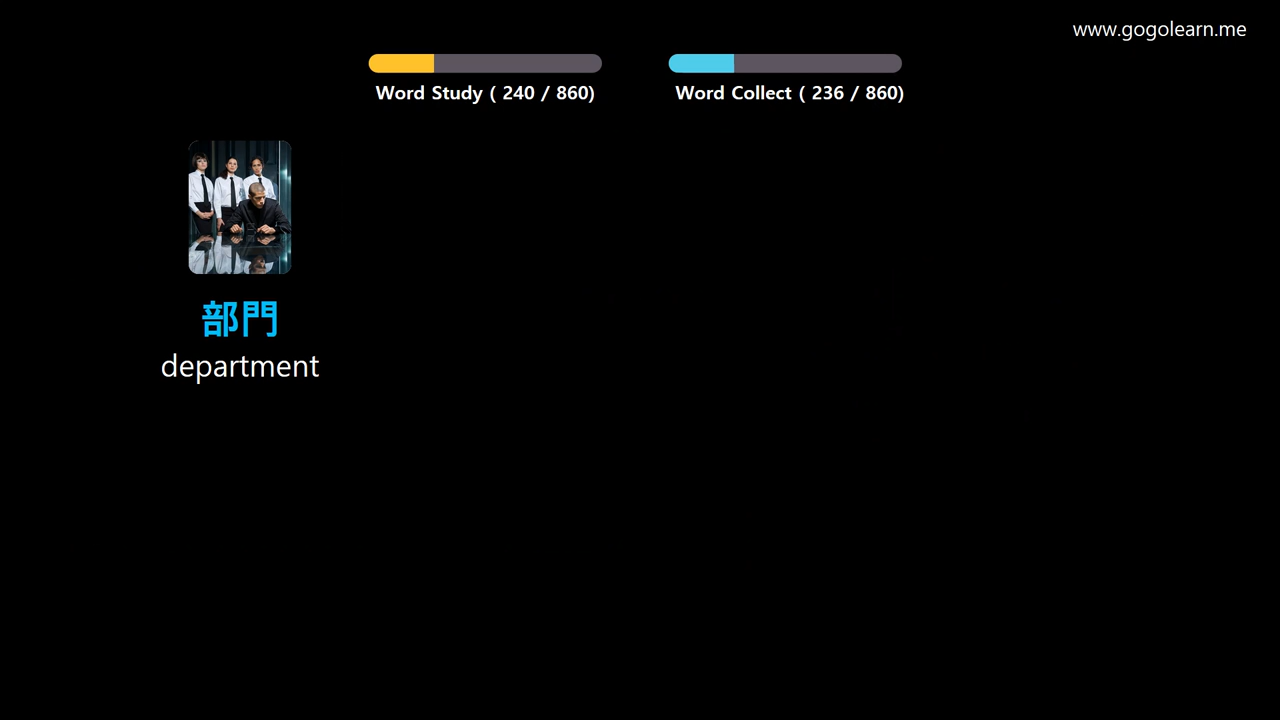 www.gogolearn.me
Word Study ( 240 / 860)
Word Collect ( 236 / 860)
部門
department